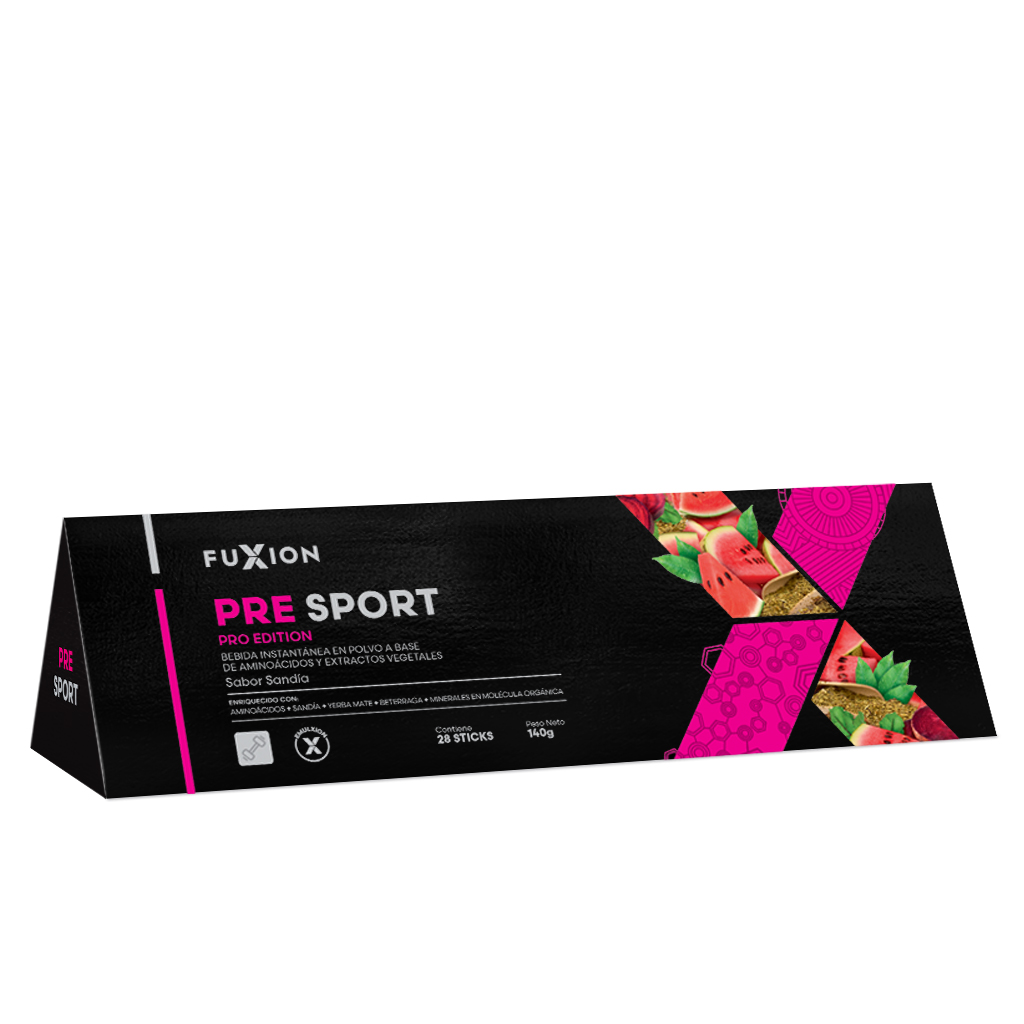 FUXION
PRE SPORT
PRO EDITION
BEBIDA INSTANTÁNEA EN POLVO A BASE
DE AMINOÁCIDOS Y EXTRACTOS VEGETALES
Sabor Sandía
ENRIQUECIDO CON:
AMINOÁCIDOS + SANDÍA + YERBA MATE + BETERRAGA + MINERALES EN MOLÉCULA ORGÁNICA
EMULXION
X
Contiene
28 STICKS
Peso Neto
140g
PRE
SPORT